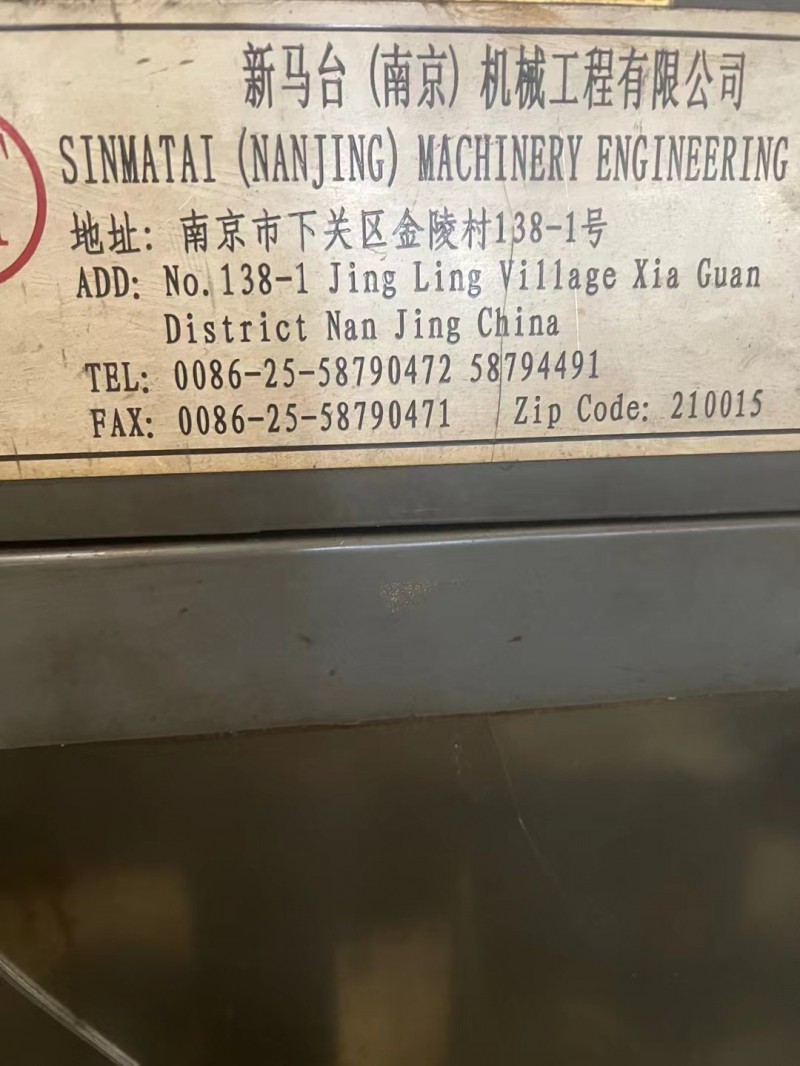 新马台(南京)机械工程有限公司
SINMATAI (NANJING) MACHINERY ENGINEERING
地址: 南京市下关区金陵村138-1号
ADD: No.138-1 Jing Ling Village Xia Guan
District Nan Jing China
TEL: 0086-25-58790472 58794491
FAX: 0086-25-58790471 Zip Code: 210015